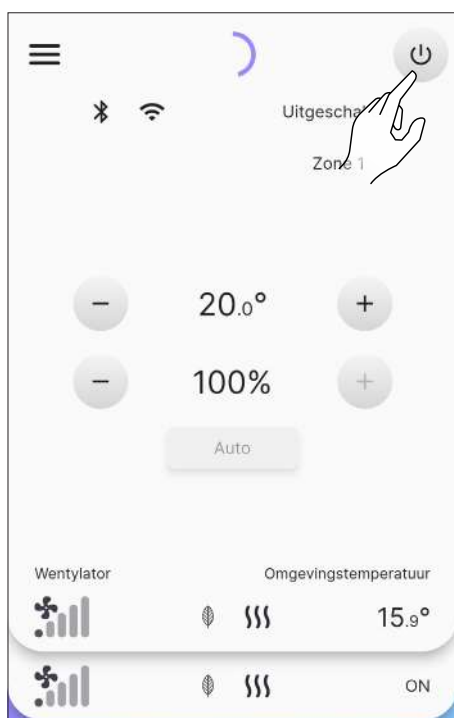 Zone 1
20.0°
100%
Auto
Wentylator Omgevingstemperatuur
15.9°
ON